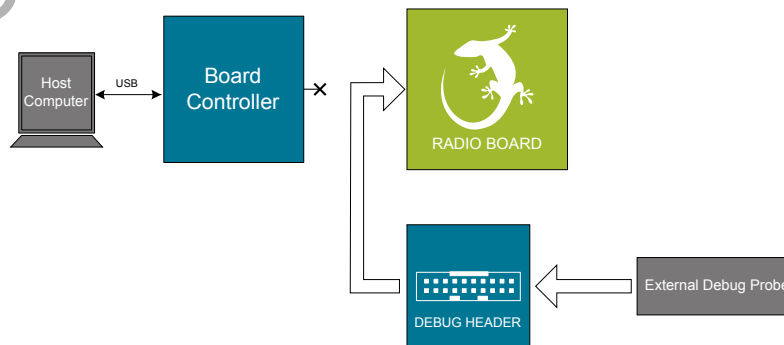 Host
Computer
USB
Board
Controller
RADIO BOARD
DEBUG HEADER
External Debug Probe